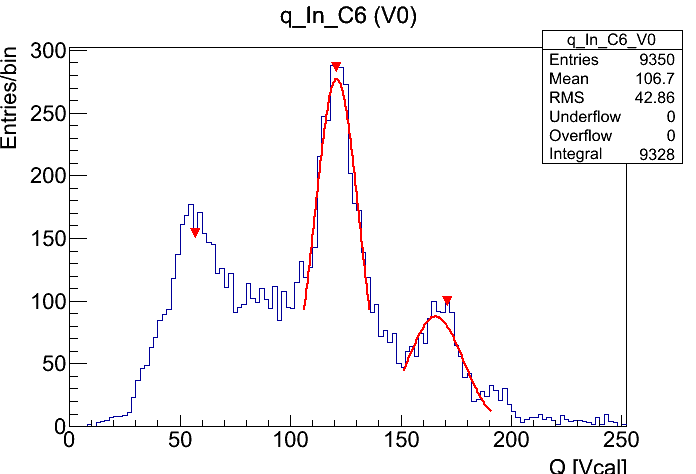 q_In_C6 (V0)
q_In_C6_V0
Entries 9350
Mean 106.7
RMS 42.86
Underflow 0
Overflow 0
Integral 9328
Entries/bin
300
250
200
150
100
50
0
0 50 100 150 200 250
Q [Vcal]